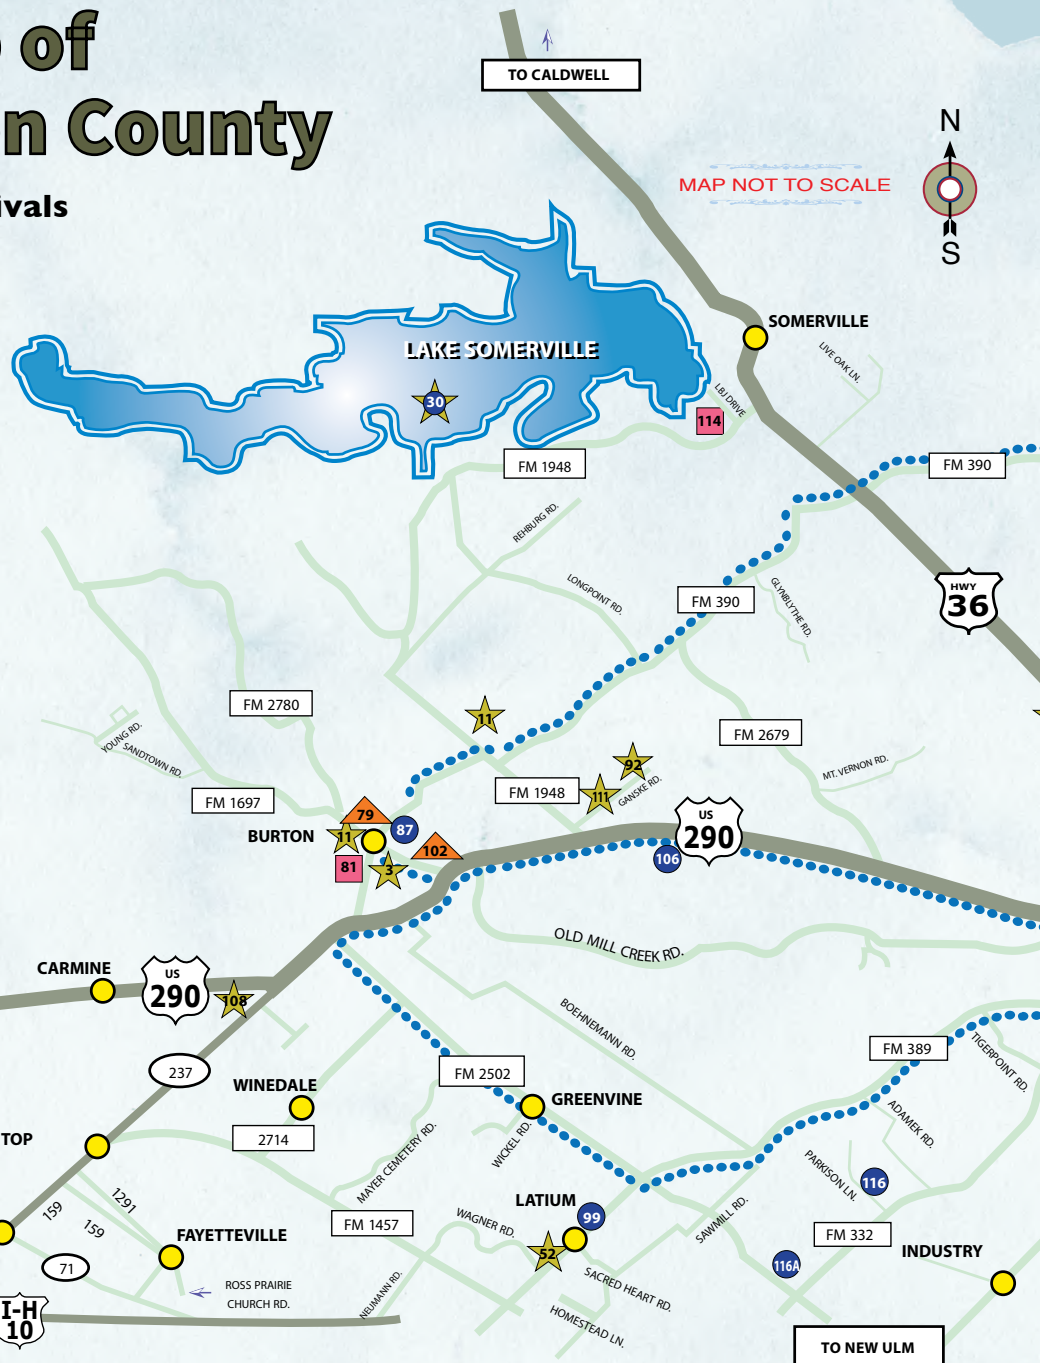 of
n County
ivals
TO CALDWELL
MAP NOT TO SCALE
N
S
SOMERVILLE
LIVE OAK LN.
LAKE SOMERVILLE
30
LBJ DRIVE
114
FM 1948
FM 390
REHBURG RD.
HWY
36
LONGPOINT RD.
FM 390
GLYNBLYTHE RD.
FM 2780
11
FM 2679
YOUNG RD.
SANDTOWN RD.
92
MT. VERNON RD.
FM 1697
FM 1948
111
GANSKE RD.
79
BURTON
11
87
US
290
102
106
81
3
OLD MILL CREEK RD.
CARMINE
US
290
108
BOEHNEMANN RD.
FM 389
TIGERPOINT RD.
237
FM 2502
WINEDALE
GREENVINE
ADAMEK RD.
TOP
2714
MAYER CEMETERY RD.
WICKEL RD.
PARKISON LN.
116
159
1291
159
LATIUM
99
WAGNER RD.
SAWMILL RD.
FM 1457
FM 332
FAYETTEVILLE
52
INDUSTRY
71
116A
ROSS PRAIRIE
CHURCH RD.
NEUMANN RD.
SACRED HEART RD.
I-H
10
HOMESTEAD LN.
TO NEW ULM